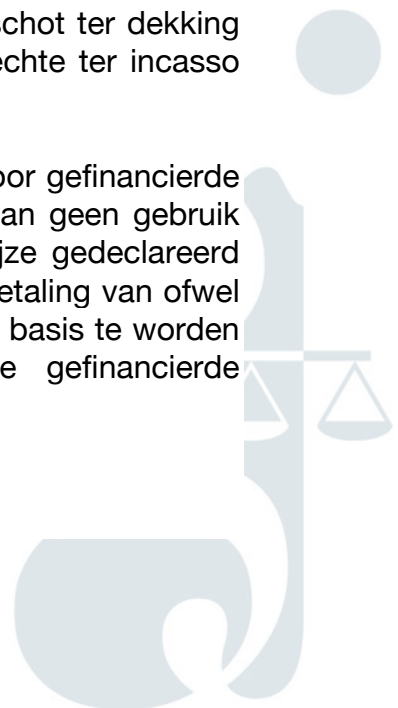 schot ter dekking
echte ter incasso
oor gefinancierde
an geen gebruik
jze gedeclareerd
etaling van ofwel
basis te worden
e gefinancierde